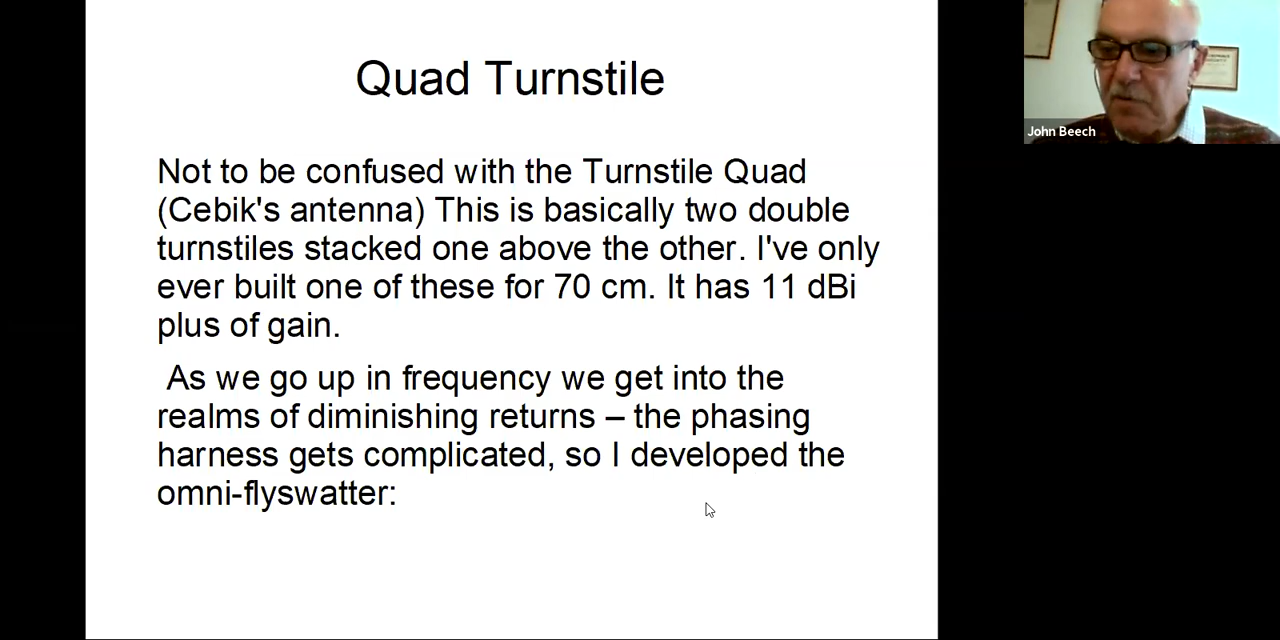 Quad Turnstile
Not to be confused with the Turnstile Quad
(Cebik's antenna) This is basically two double
turnstiles stacked one above the other. I've only
ever built one of these for 70 cm. It has 11 dBi
plus of gain.
As we go up in frequency we get into the
realms of diminishing returns – the phasing
harness gets complicated, so I developed the
omni-flyswatter:
John Beech